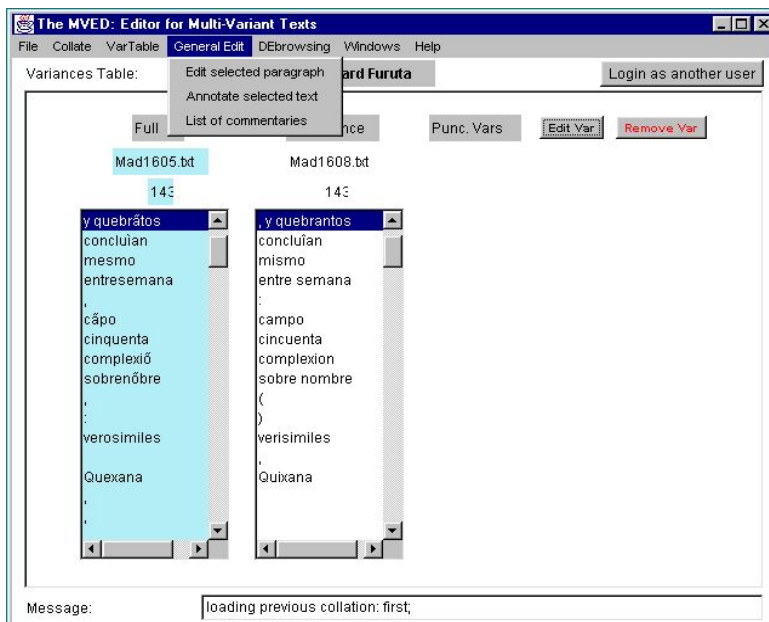 The MVED: Editor for Multi-Variant Texts
File Collate VarTable General Edit DEbrowsing Windows Help
Variances Table: ard Furuta Login as another user
Edit selected paragraph
Annotate selected text
List of commentaries
Full nce Punc. Vars Edit Var Remove Var
Mad1605.txt Mad1608.txt
143 143
y quebrãtos , y quebrantos
concluìan concluîan
mesmo mismo
entresemana entre semana
, :
cãpo campo
cinquenta cincuenta
complexiõ complexion
sobrenõbre sobre nombre
, (
: )
verosimiles verisimiles
,
Quexana Quixana
,
,
Message: loading previous collation: first;